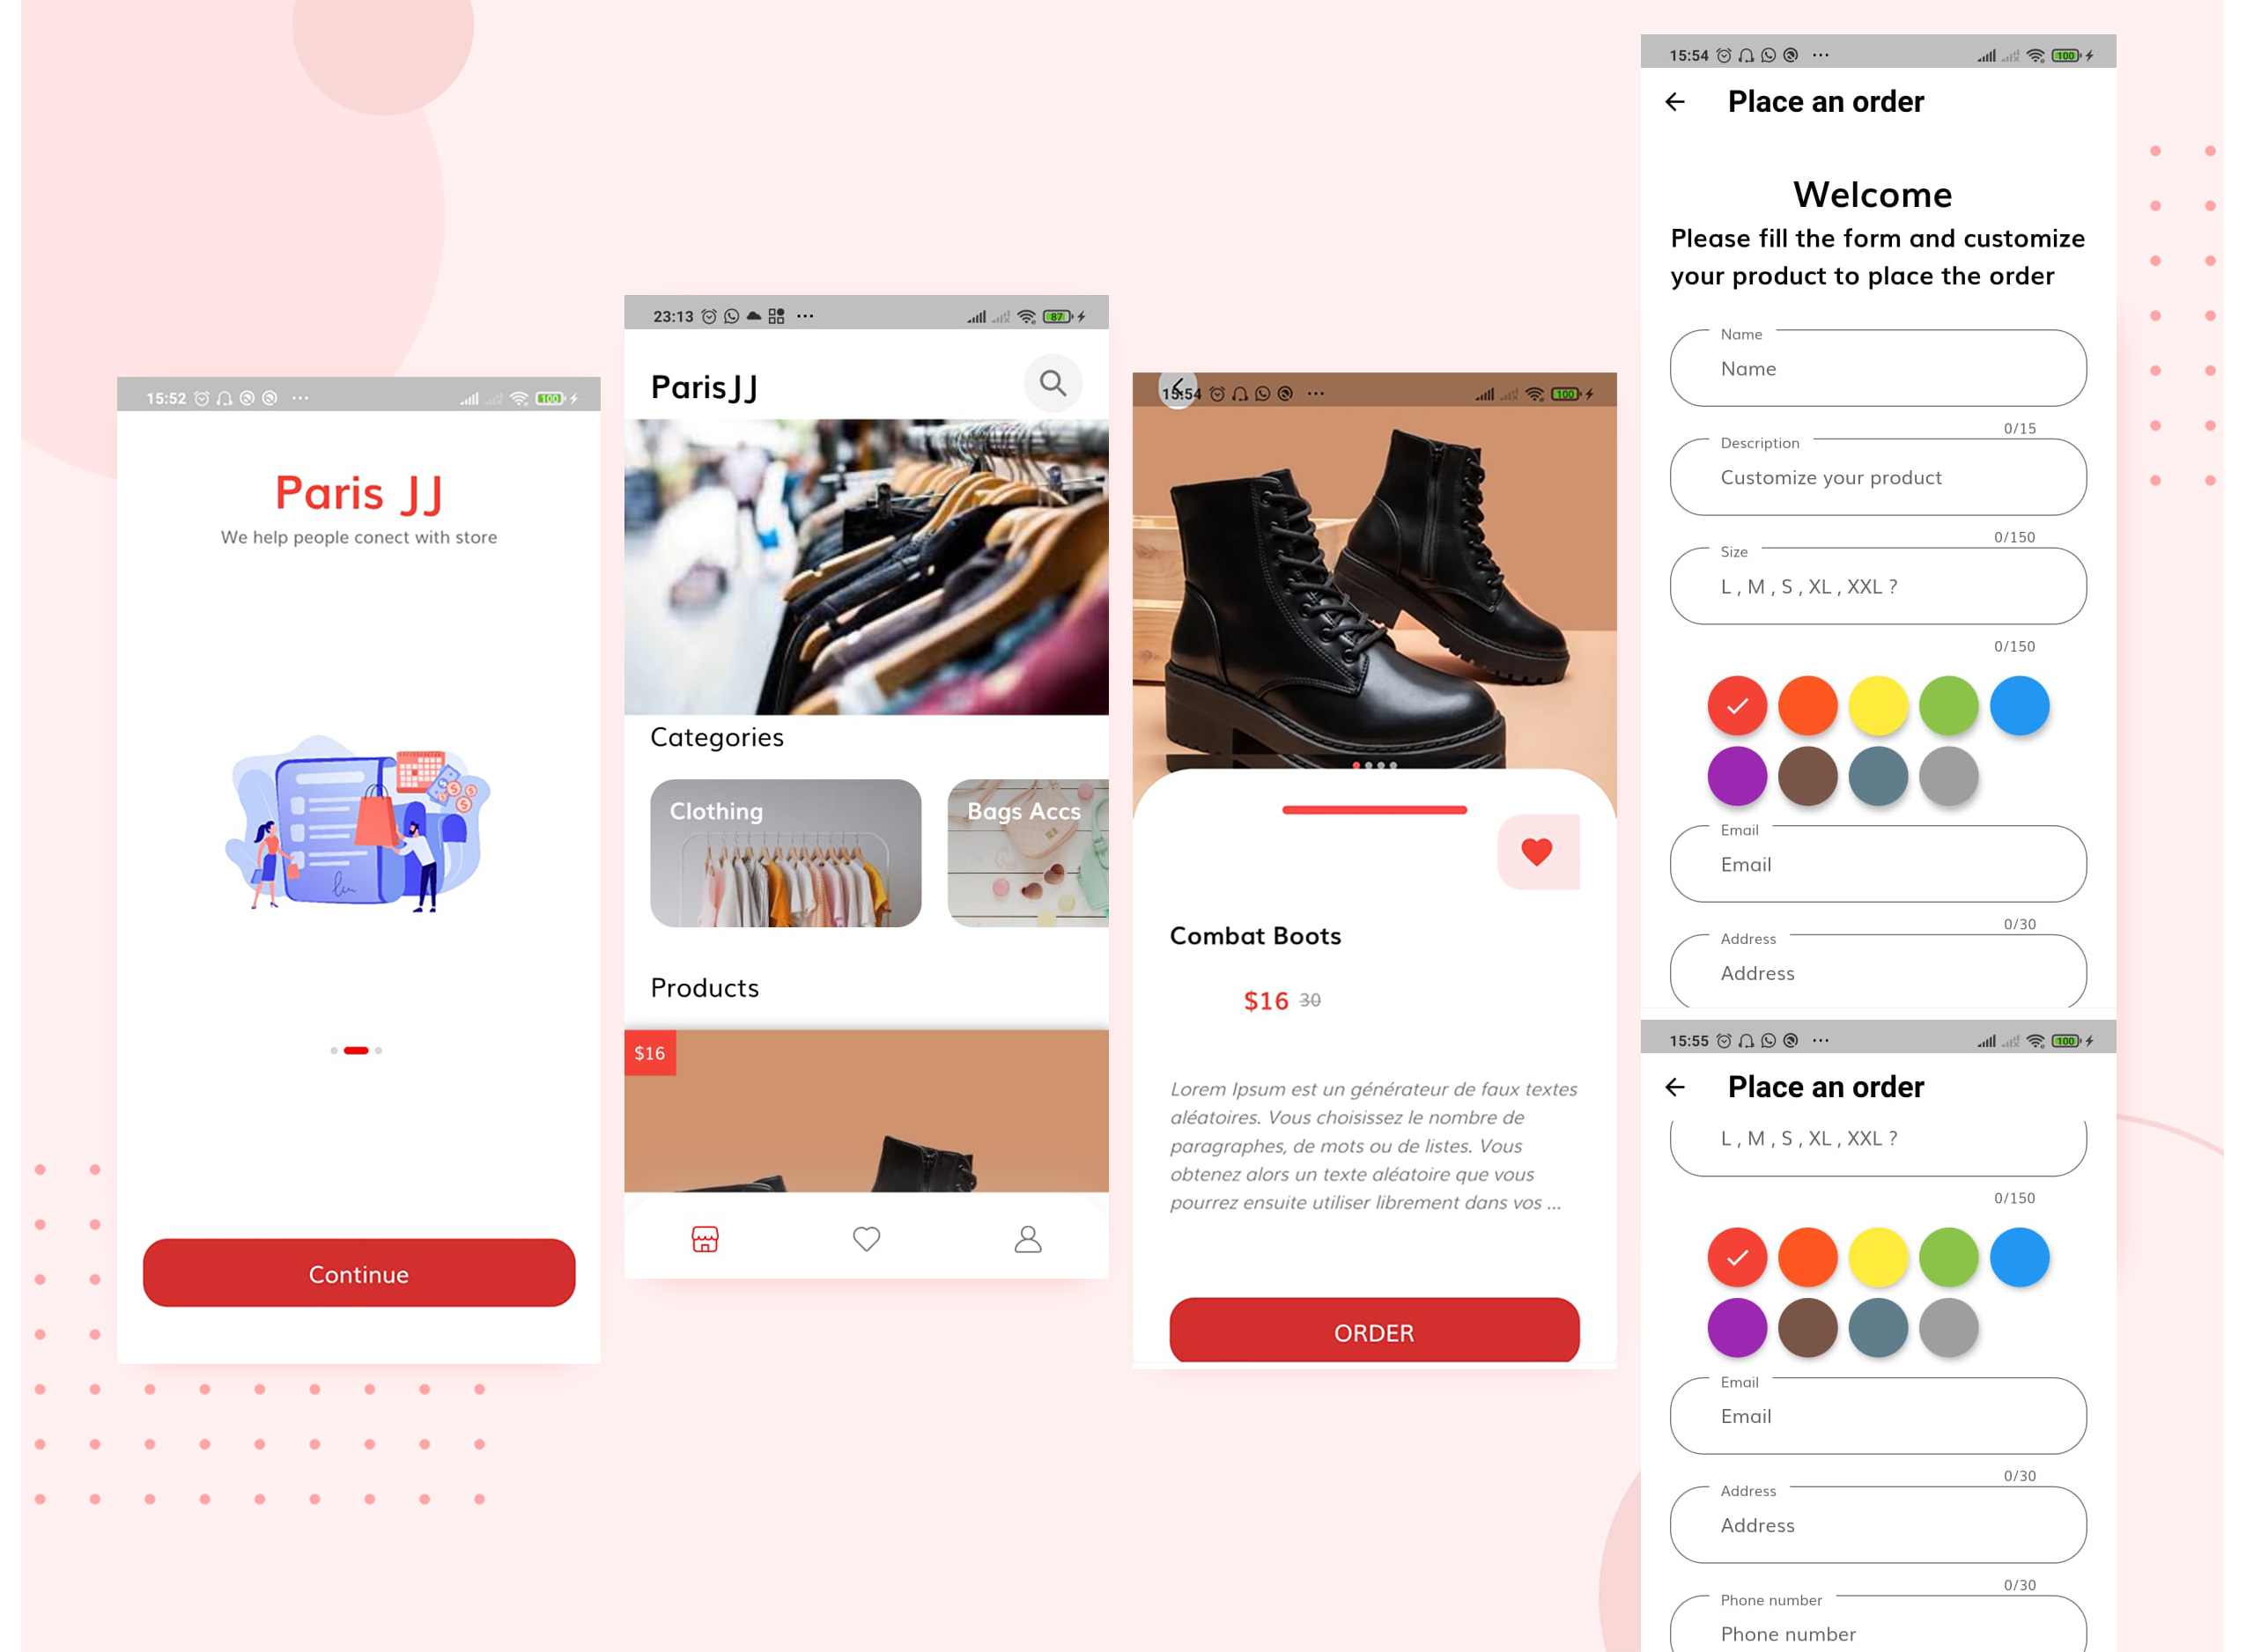 15:52
100
Paris JJ
We help people conect with store
Continue
23:13
87
ParisJJ
Categories
Clothing
Bags Accs
Products
$16
15:54
100
Combat Boots
$16 30
Lorem Ipsum est un générateur de faux textes
aléatoires. Vous choisissez le nombre de
paragraphes, de mots ou de listes. Vous
obtenez alors un texte aléatoire que vous
pourrez ensuite utiliser librement dans vos ...
ORDER
15:54
100
Place an order
Welcome
Please fill the form and customize
your product to place the order
Name
Name
0/15
Description
Customize your product
0/150
Size
L , M , S , XL , XXL ?
0/150
Email
Email
0/30
Address
Address
15:55
100
Place an order
L , M , S , XL , XXL ?
0/150
Email
Email
0/30
Address
Address
0/30
Phone number
Phone number